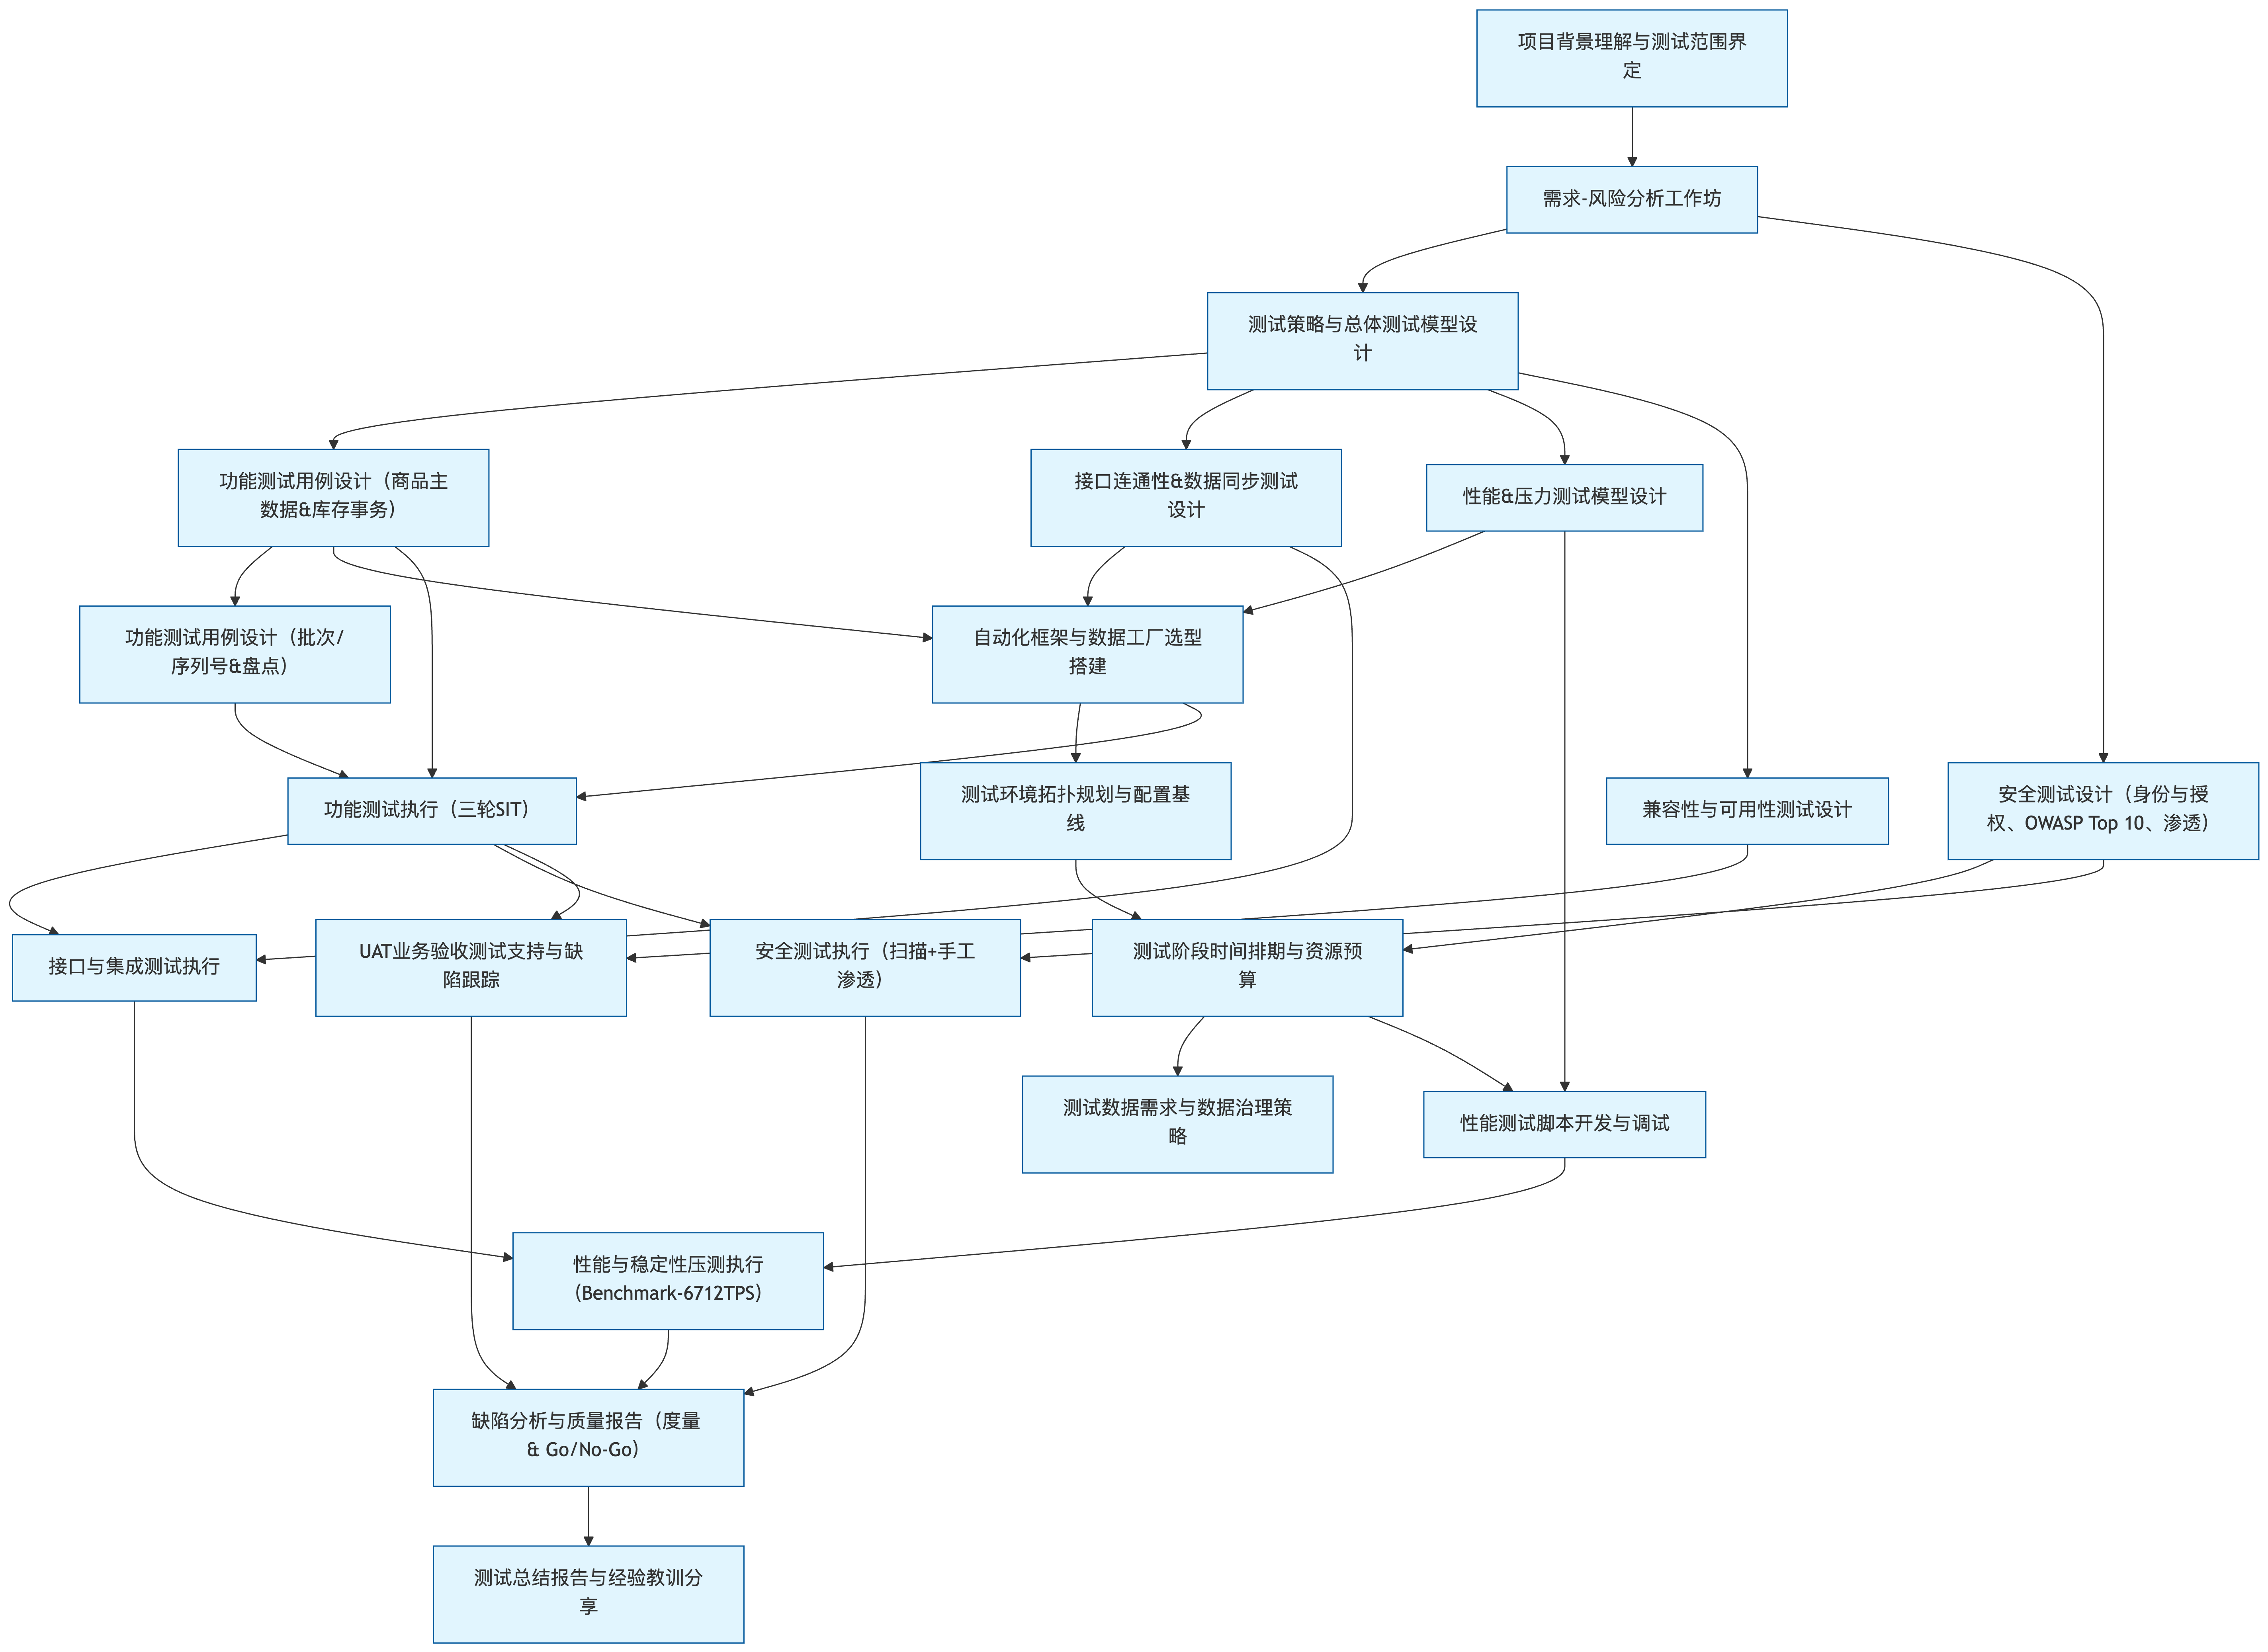 项目背景理解与测试范围界
定
需求-风险分析工作坊
测试策略与总体测试模型设
计
功能测试用例设计（商品主
数据&库存事务）
接口连通性&数据同步测试
设计
性能&压力测试模型设计
功能测试用例设计（批次/
序列号&盘点）
自动化框架与数据工厂选型
搭建
功能测试执行（三轮SIT）
测试环境拓扑规划与配置基
线
兼容性与可用性测试设计
安全测试设计（身份与授
权、OWASP Top 10、渗透）
接口与集成测试执行
UAT业务验收测试支持与缺
陷跟踪
安全测试执行（扫描+手工
渗透）
测试阶段时间排期与资源预
算
测试数据需求与数据治理策
略
性能测试脚本开发与调试
性能与稳定性压测执行
（Benchmark-6712TPS）
缺陷分析与质量报告（度量
& Go/No-Go）
测试总结报告与经验教训分
享